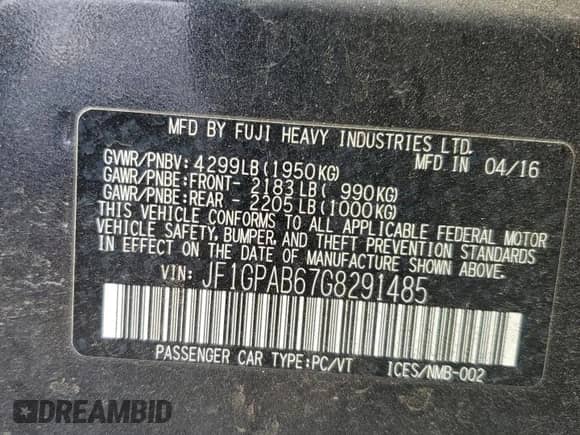 MFD BY FUJI HEAVY INDUSTRIES LTD.
GVWR/PNBV: 4299LB(1950KG) MFD IN 04/16
GAWR/PNBE:FRONT- 2183LB( 990KG)
GAWR/PNBE:REAR - 2205LB(1000KG)
THIS VEHICLE CONFORMS TO ALL APPLICABLE FEDERAL MOTOR
VEHICLE SAFETY, BUMPER, AND THEFT PREVENTION STANDARDS
IN EFFECT ON THE DATE OF MANUFACTURE SHOWN ABOVE.
VIN: JF1GPAB67G8291485
PASSENGER CAR TYPE:PC/VT ICES/NMB-002
DREAMBID